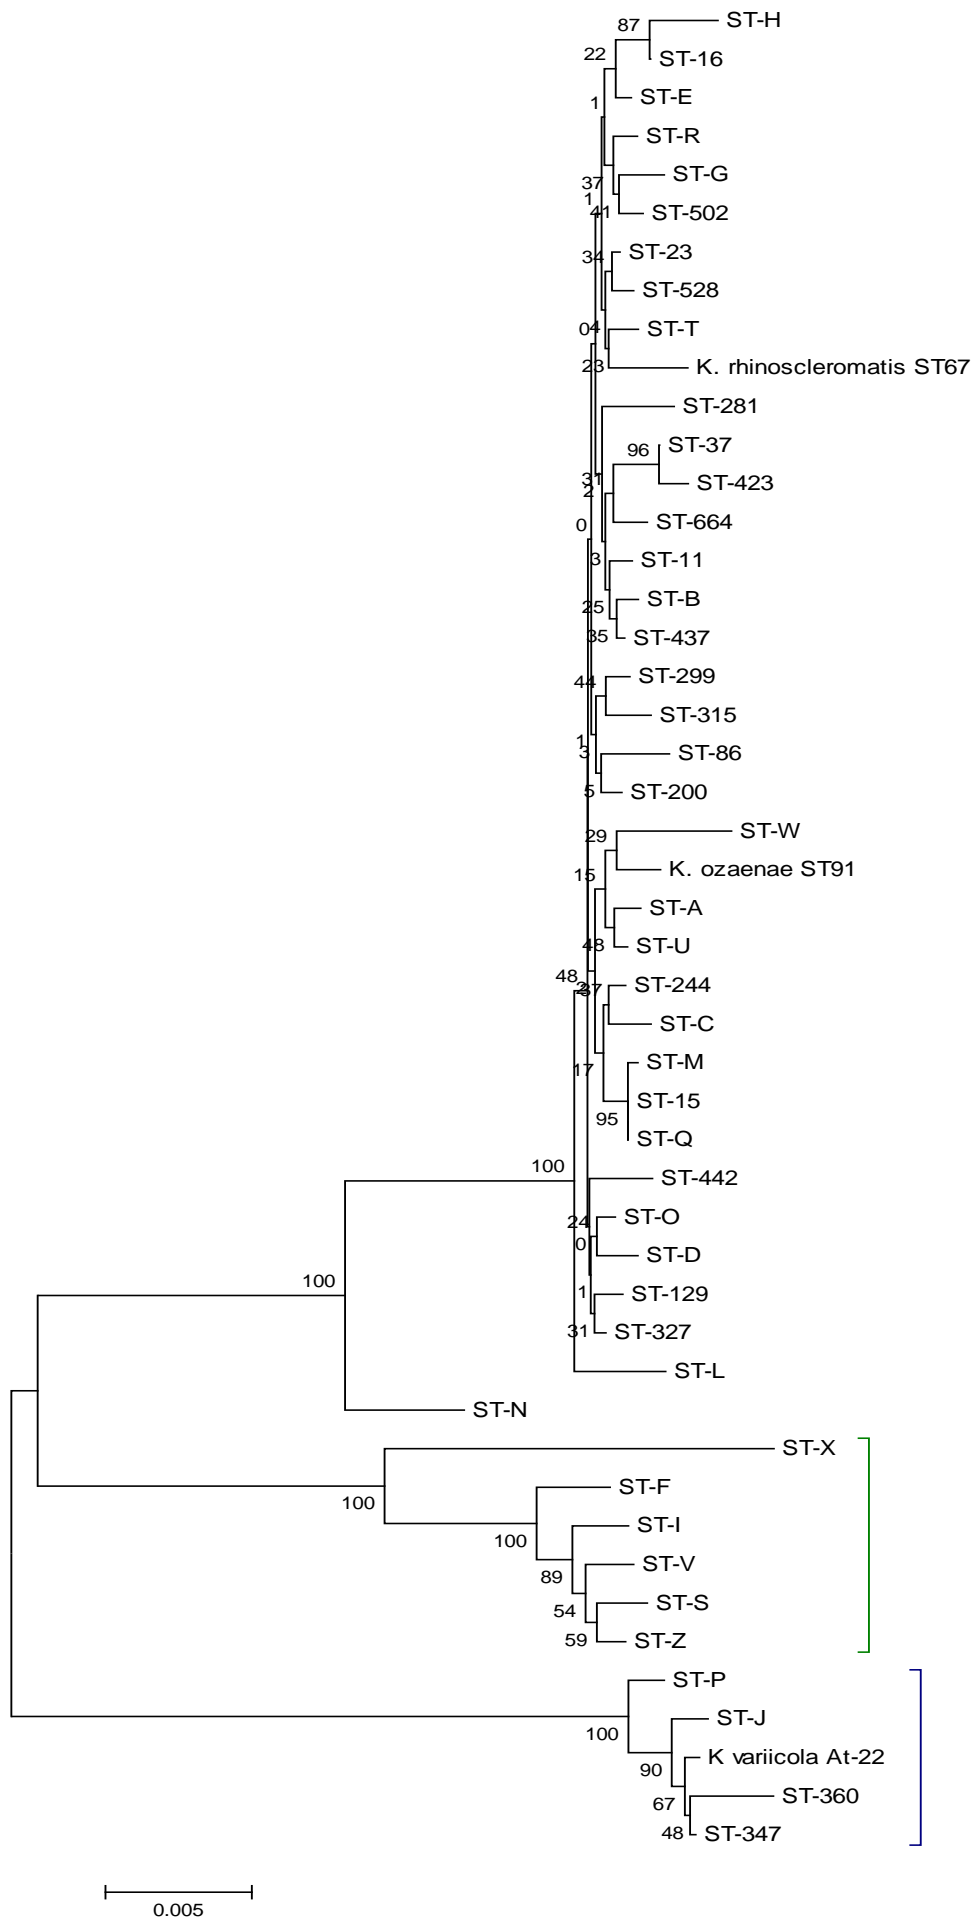 87
ST-H
ST-16
22
ST-E
1
ST-R
37
ST-G
1
41
ST-502
ST-23
34
ST-528
04
ST-T
23
K. rhinoscleromatis ST67
ST-281
96
ST-37
31
ST-423
2
ST-664
0
ST-11
3
ST-B
25
ST-437
35
ST-299
44
ST-315
1
3
ST-86
5
ST-200
29
ST-W
15
K. ozaenae ST91
ST-A
48
ST-U
48
37
ST-244
ST-C
17
ST-M
ST-15
95
ST-Q
100
ST-442
24
ST-O
0
ST-D
1
ST-129
31
ST-327
100
ST-L
ST-N
ST-X
100
ST-F
100
ST-I
89
ST-V
54
ST-S
59
ST-Z
ST-P
100
ST-J
90
K variicola At-22
67
ST-360
48
ST-347
0.005